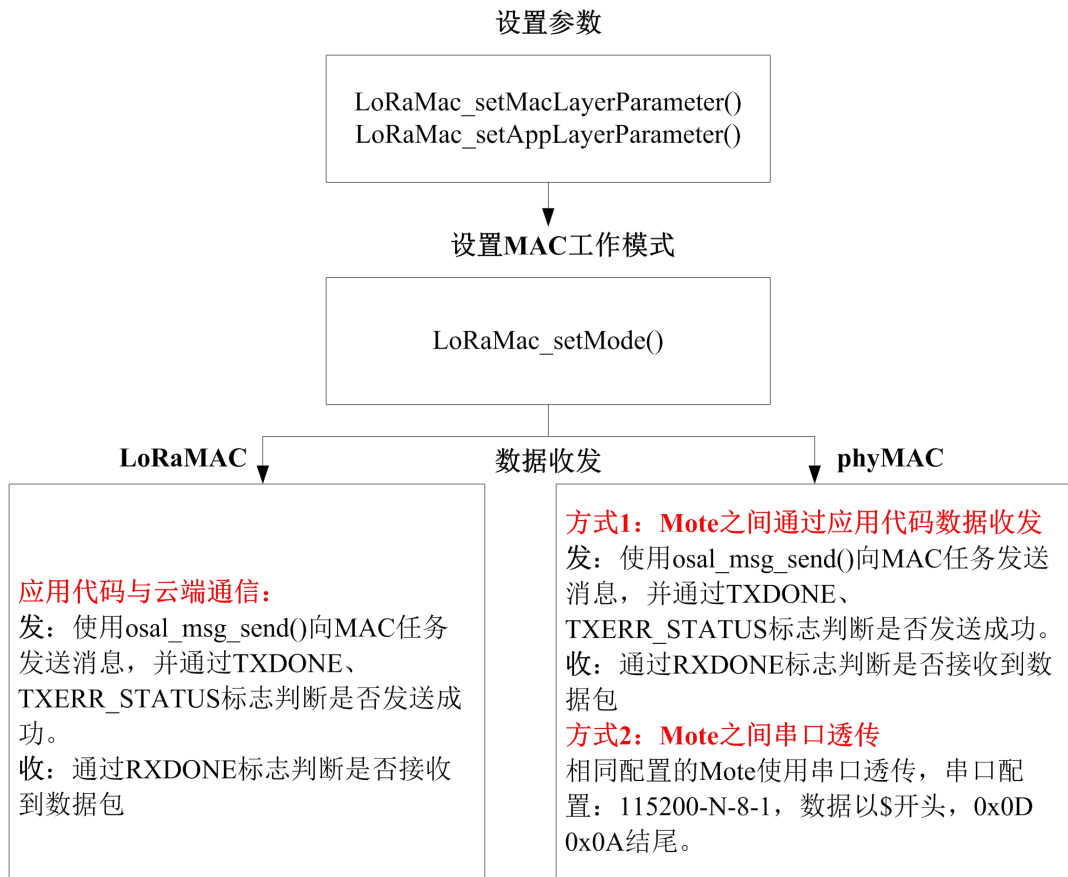 设置参数
LoRaMac_setMacLayerParameter()
LoRaMac_setAppLayerParameter()
设置MAC工作模式
LoRaMac_setMode()
LoRaMAC
数据收发
phyMAC
应用代码与云端通信：
发：使用osal_msg_send()向MAC任务
发送消息，并通过TXDONE、
TXERR_STATUS标志判断是否发送成
功。
收：通过RXDONE标志判断是否接收
到数据包
方式1：Mote之间通过应用代码数据收发
发：使用osal_msg_send()向MAC任务发送
消息，并通过TXDONE、
TXERR_STATUS标志判断是否发送成功。
收：通过RXDONE标志判断是否接收到数
据包
方式2：Mote之间串口透传
相同配置的Mote使用串口透传，串口配
置：115200-N-8-1，数据以$开头，0x0D
0x0A结尾。